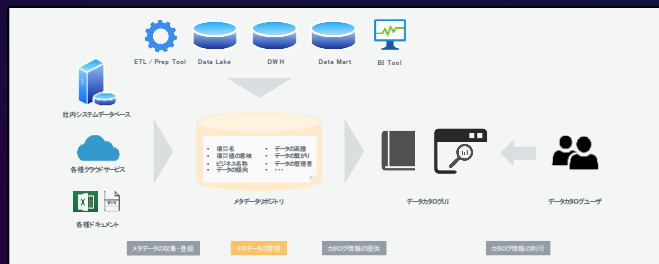 ETL / Prep Tool
Data Lake
DWH
Data Mart
BI Tool
社内システムデータベース
各種クラウドサービス
各種ドキュメント
・ 項目名
・ 項目値の意味
・ ビジネス名称
・ データの傾向
・ データの系譜
・ データの繋がり
・ データの管理者
・ ・・・
メタデータリポジトリ
データカタログUI
データカタログユーザ
メタデータの収集・登録
メタデータの管理
カタログ情報の提供
カタログ情報の利用